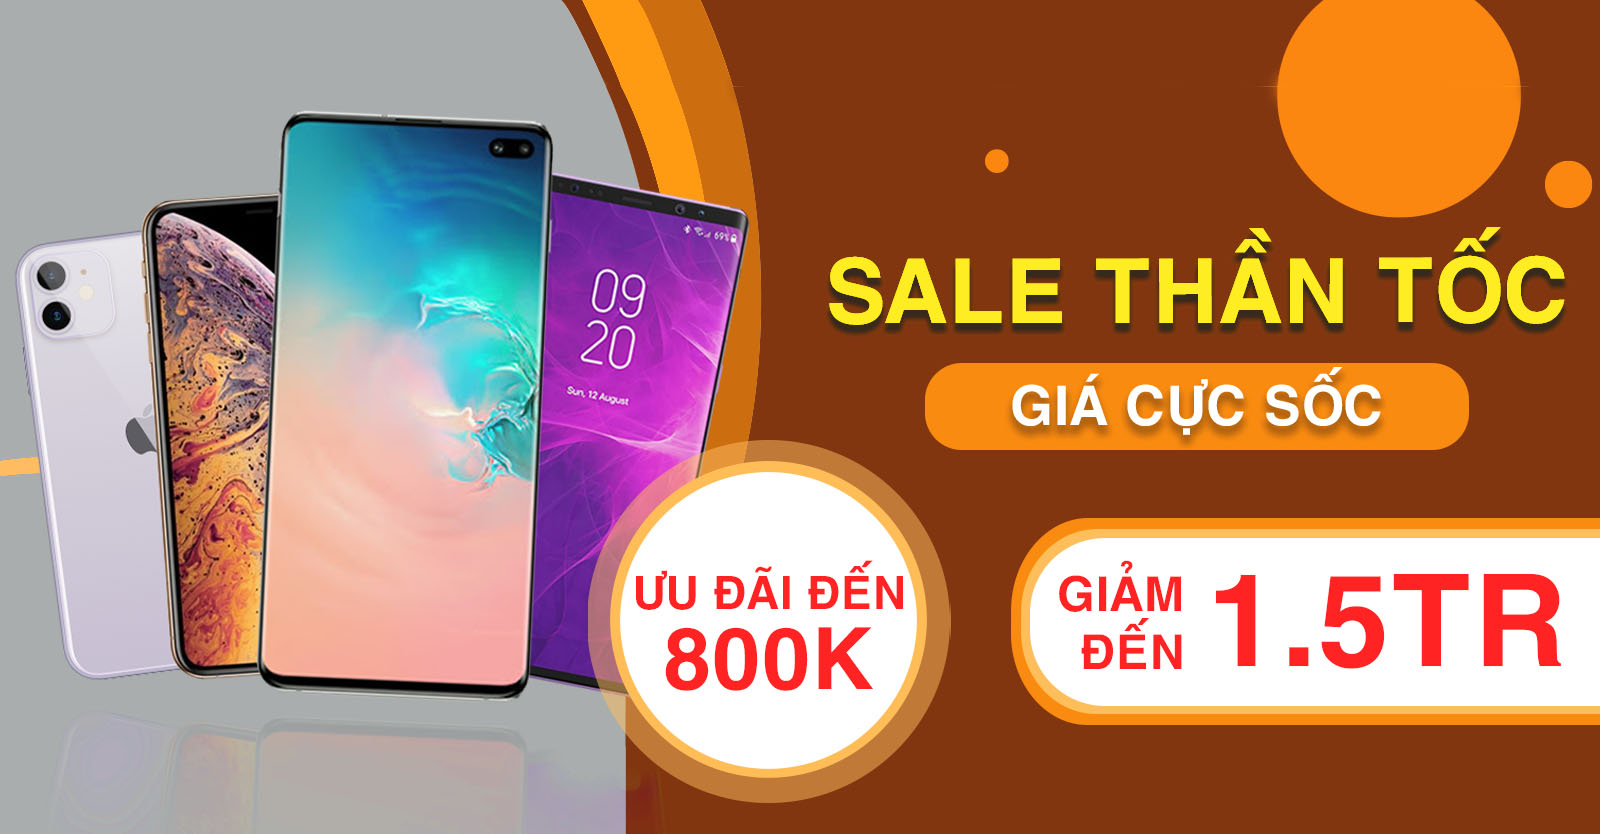 69%
09
20
Sun, 12 August
SALE THẦN TỐC
GIÁ CỰC SỐC
ƯU ĐÃI ĐẾN
800K
GIẢM
ĐẾN
1.5TR